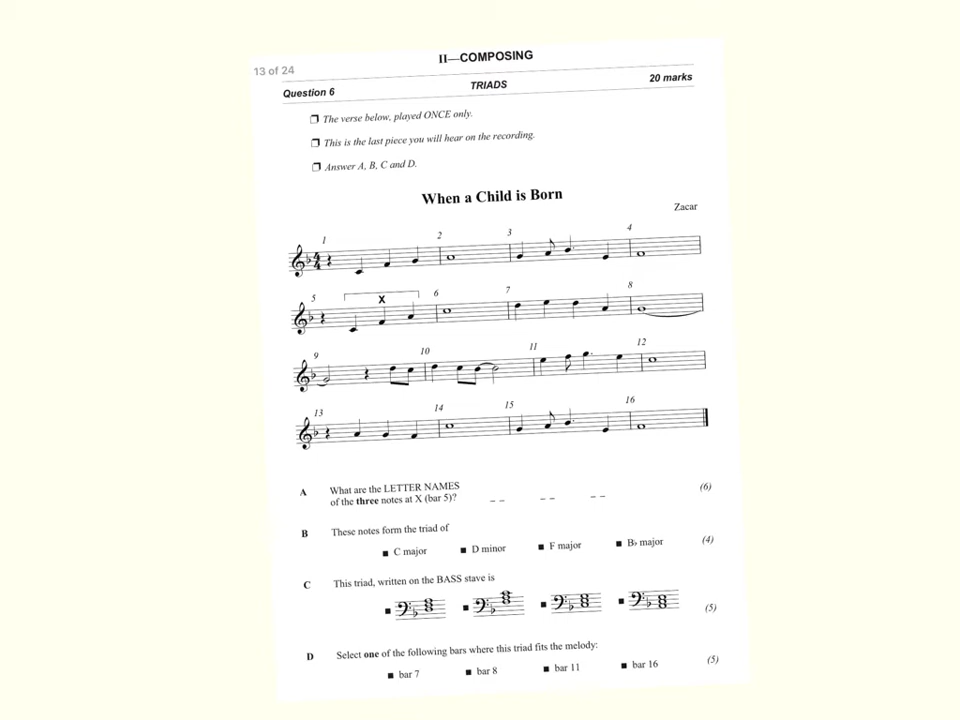 II—COMPOSING
13 of 24
Question 6 TRIADS 20 marks
❐ The verse below, played ONCE only.
❐ This is the last piece you will hear on the recording.
❐ Answer A, B, C and D.
When a Child is Born
Zacar
1 2 3 4
4
4
5 X 6 7 8
9 10 11 12
13 14 15 16
A What are the LETTER NAMES
of the three notes at X (bar 5)? _ _ _ _ _ _ (6)
B These notes form the triad of
■ C major ■ D minor ■ F major ■ B♭ major (4)
C This triad, written on the BASS stave is
■ ■ ■ ■ (5)
D Select one of the following bars where this triad fits the melody:
■ bar 7 ■ bar 8 ■ bar 11 ■ bar 16 (5)